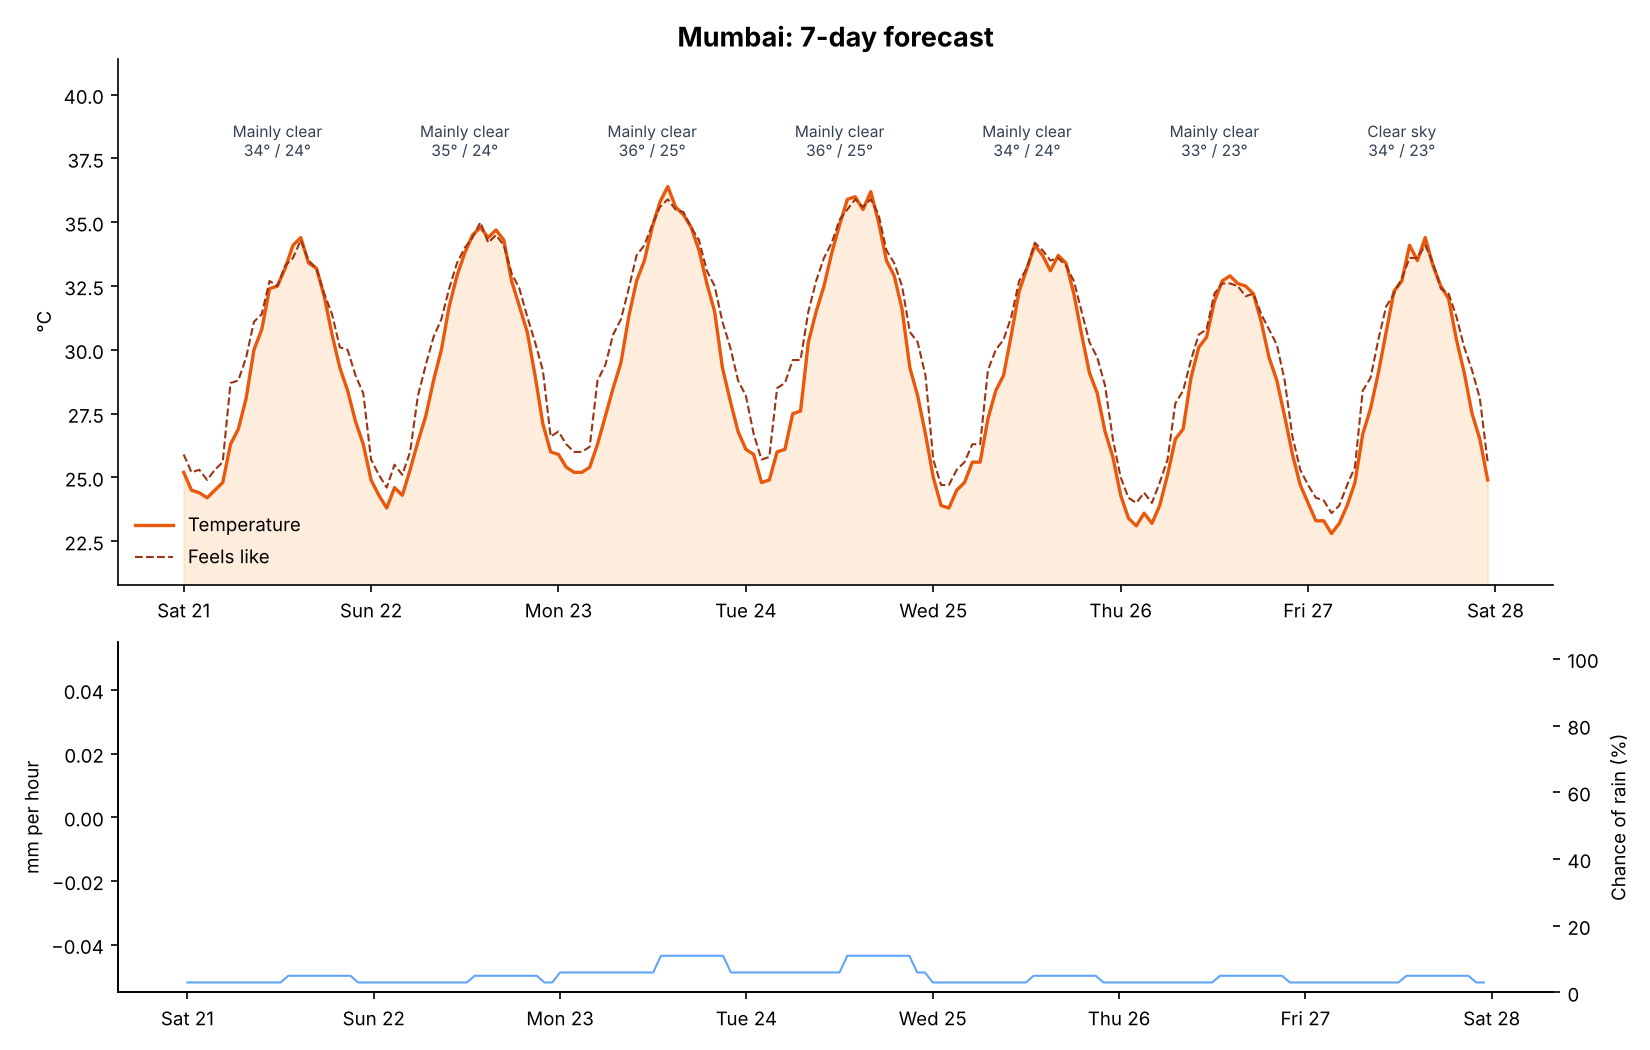 Mumbai: 7-day forecast
40.0
37.5
35.0
32.5
30.0
27.5
25.0
22.5
°C
Mainly clear
34° / 24°
Mainly clear
35° / 24°
Mainly clear
36° / 25°
Mainly clear
36° / 25°
Mainly clear
34° / 24°
Mainly clear
33° / 23°
Clear sky
34° / 23°
Temperature
Feels like
Sat 21
Sun 22
Mon 23
Tue 24
Wed 25
Thu 26
Fri 27
Sat 28
0.04
0.02
0.00
−0.02
−0.04
mm per hour
100
80
60
40
20
0
Chance of rain (%)
Sat 21
Sun 22
Mon 23
Tue 24
Wed 25
Thu 26
Fri 27
Sat 28